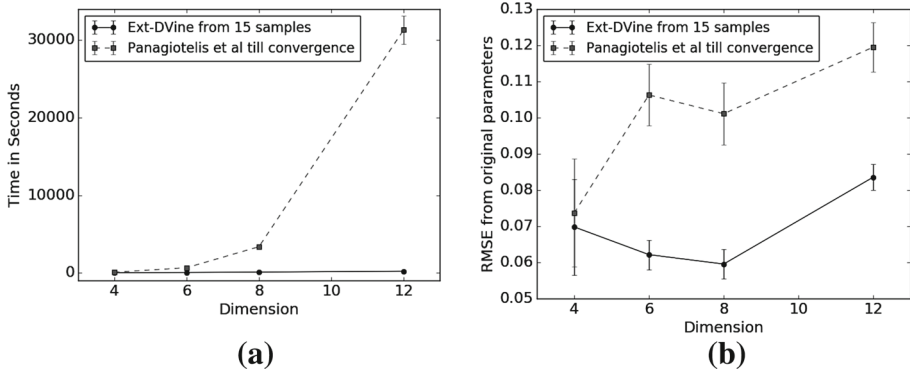 Ext-DVine from 15 samples
Panagiotelis et al till convergence
30000
20000
10000
0
Time in Seconds
4 6 8 10 12
Dimension
(a)
Ext-DVine from 15 samples
Panagiotelis et al till convergence
0.13
0.12
0.11
0.10
0.09
0.08
0.07
0.06
0.05
RMSE from original parameters
4 6 8 10 12
Dimension
(b)